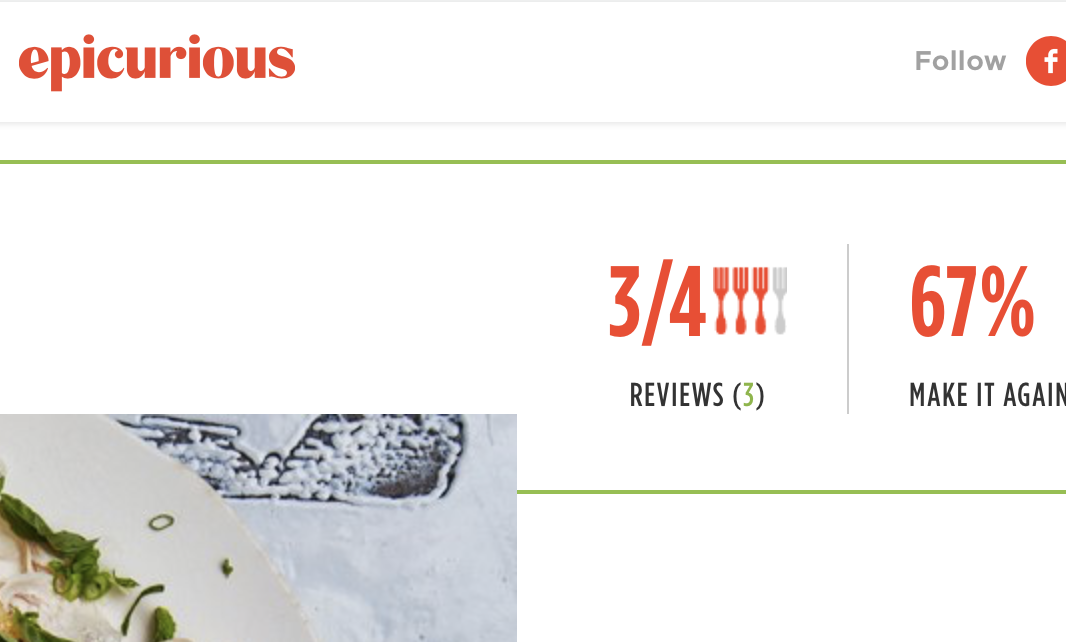 epicurious
Follow
3/4
67%
REVIEWS (3)
MAKE IT AGAIN